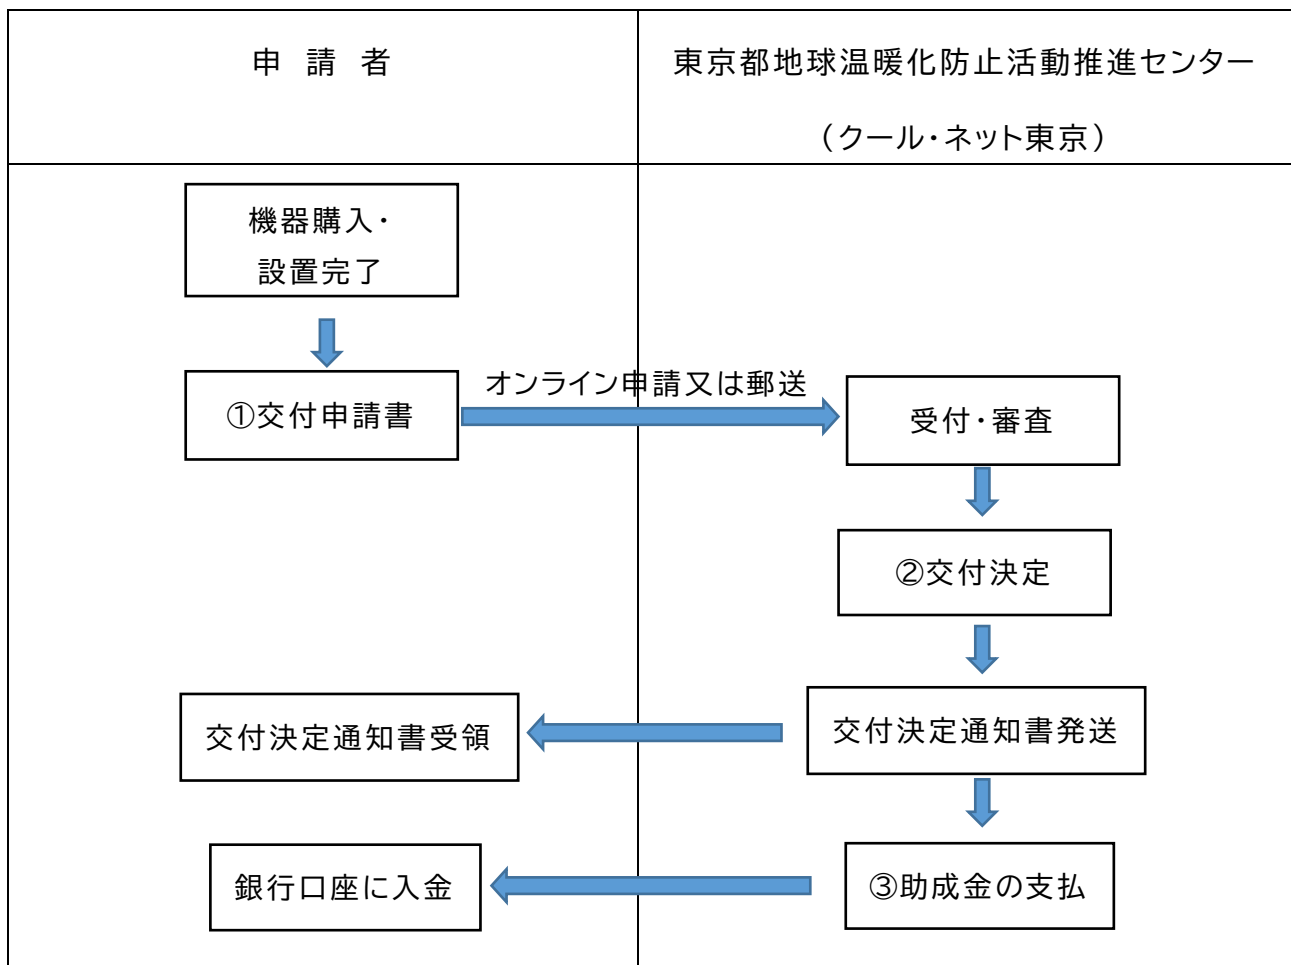 申 請 者
東京都地球温暖化防止活動推進センター
（クール・ネット東京）
機器購入・
設置完了
①交付申請書
オンライン申請又は郵送
受付・審査
②交付決定
交付決定通知書受領
交付決定通知書発送
銀行口座に入金
③助成金の支払